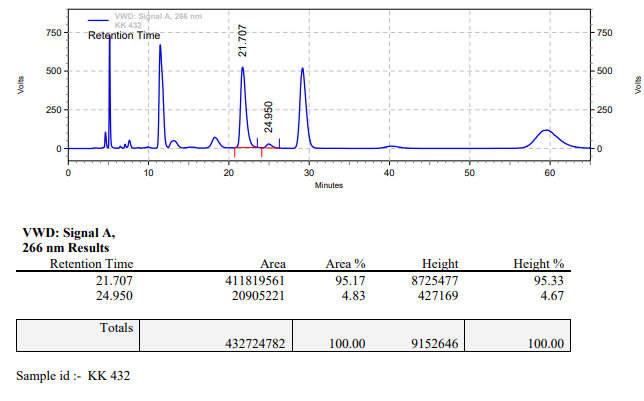 VWD: Signal A, 266 nm
KK 432
Retention Time
750
500
250
0
Volts
21.707
24.950
750
500
250
0
Volts
0 10 20 30 40 50 60
Minutes
VWD: Signal A,
266 nm Results
Retention Time Area Area % Height Height %
21.707 411819561 95.17 8725477 95.33
24.950 20905221 4.83 427169 4.67
Totals
432724782 100.00 9152646 100.00
Sample id :- KK 432